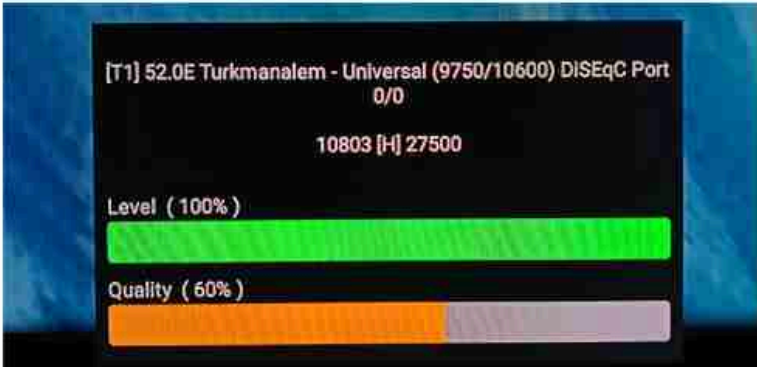 [T1] 52.0E Turkmanalem - Universal (9750/10600) DiSEqC Port
0/0
10803 [H] 27500
Level ( 100% )
Quality ( 60% )